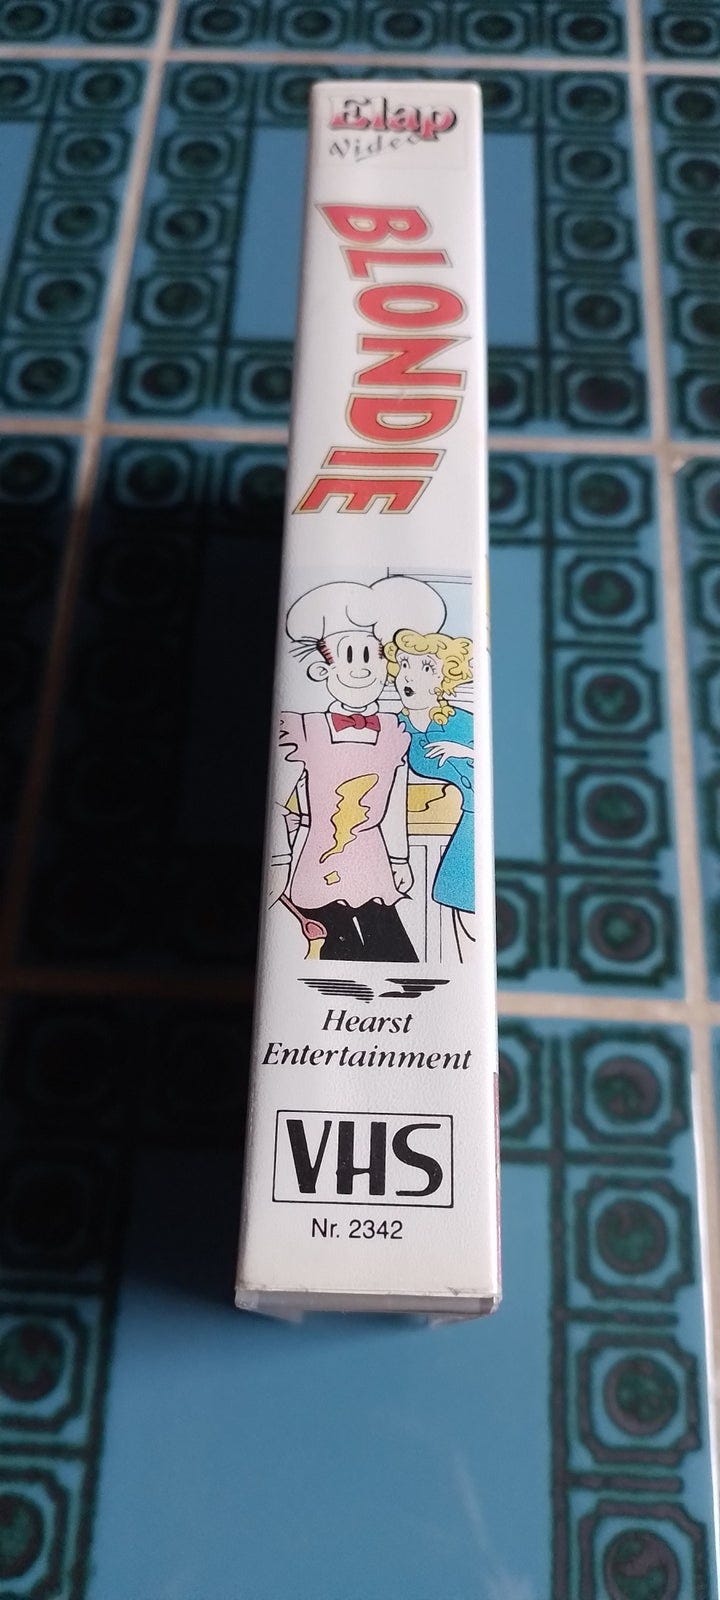 Elap
Video
BLONDIE
Hearst
Entertainment
VHS
Nr. 2342